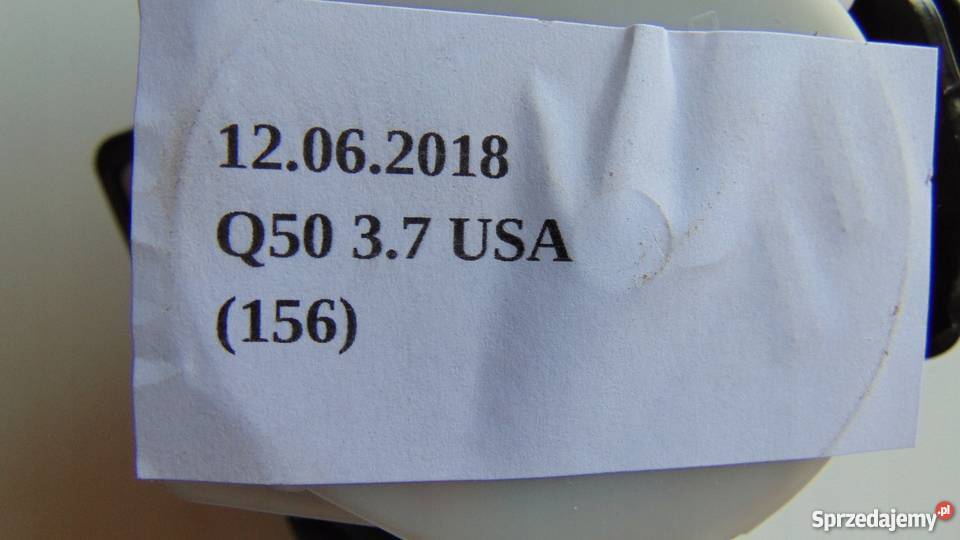 12.06.2018
Q50 3.7 USA
(156)
Sprzedajemy.pl